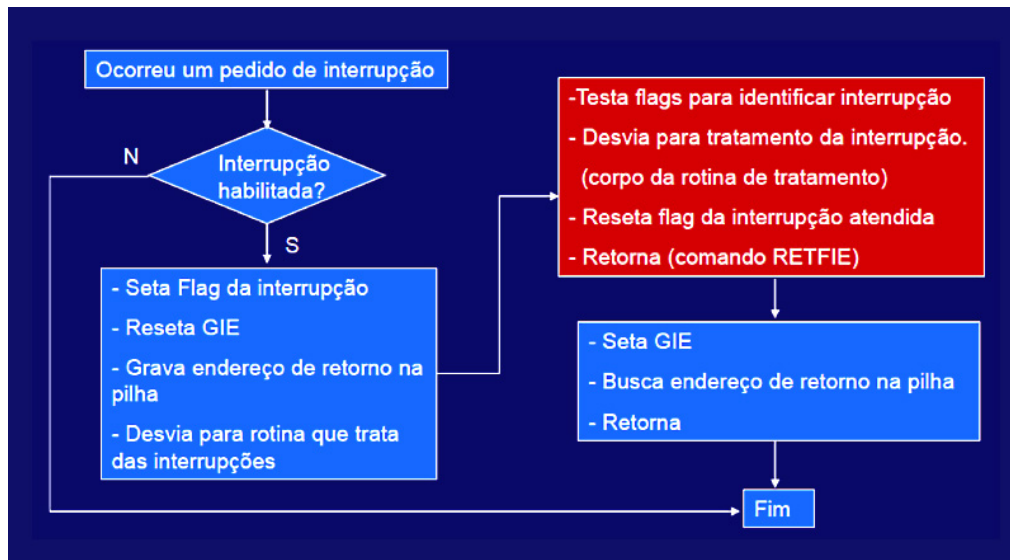 Ocorreu um pedido de interrupção
Interrupção
habilitada?
N
S
- Seta Flag da interrupção
- Reseta GIE
- Grava endereço de retorno na
pilha
- Desvia para rotina que trata
das interrupções
-Testa flags para identificar interrupção
- Desvia para tratamento da interrupção.
(corpo da rotina de tratamento)
- Reseta flag da interrupção atendida
- Retorna (comando RETFIE)
- Seta GIE
- Busca endereço de retorno na pilha
- Retorna
Fim